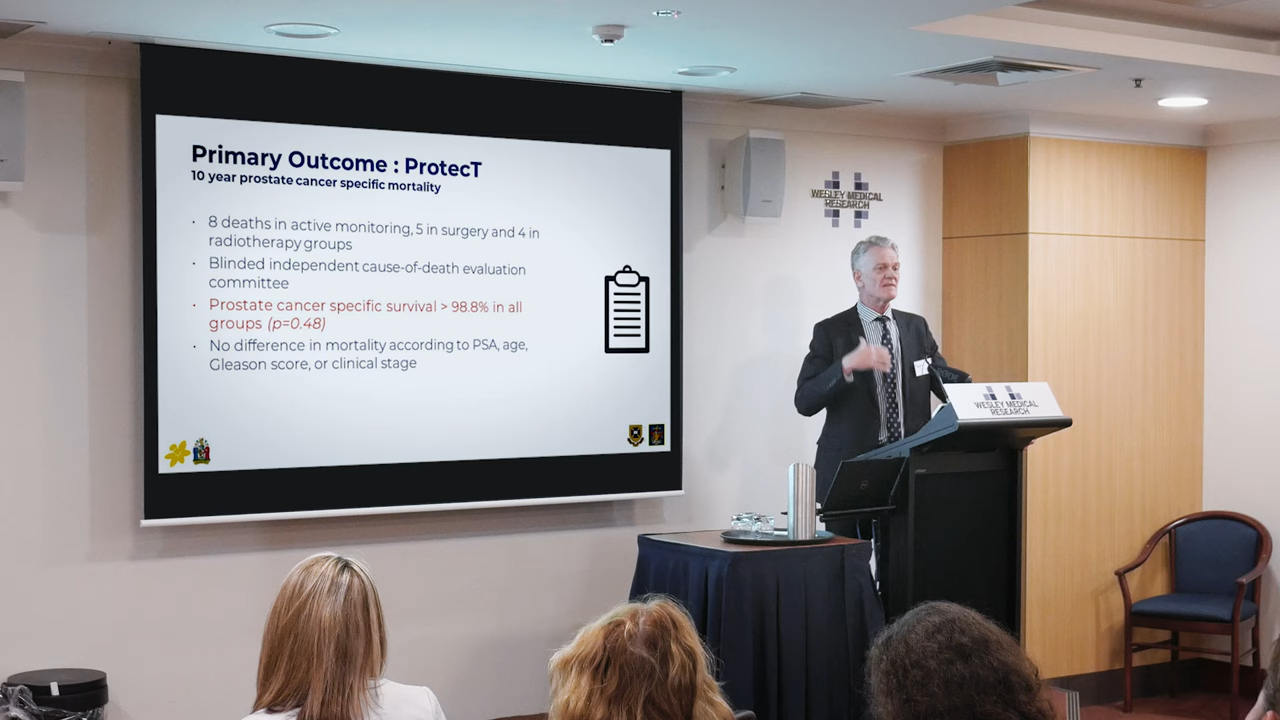 Primary Outcome : ProtecT
10 year prostate cancer specific mortality
· 8 deaths in active monitoring, 5 in surgery and 4 in
radiotherapy groups
· Blinded independent cause-of-death evaluation
committee
· Prostate cancer specific survival > 98.8% in all
groups (p=0.48)
· No difference in mortality according to PSA, age,
Gleason score, or clinical stage
WESLEY MEDICAL
RESEARCH
WESLEY MEDICAL
RESEARCH